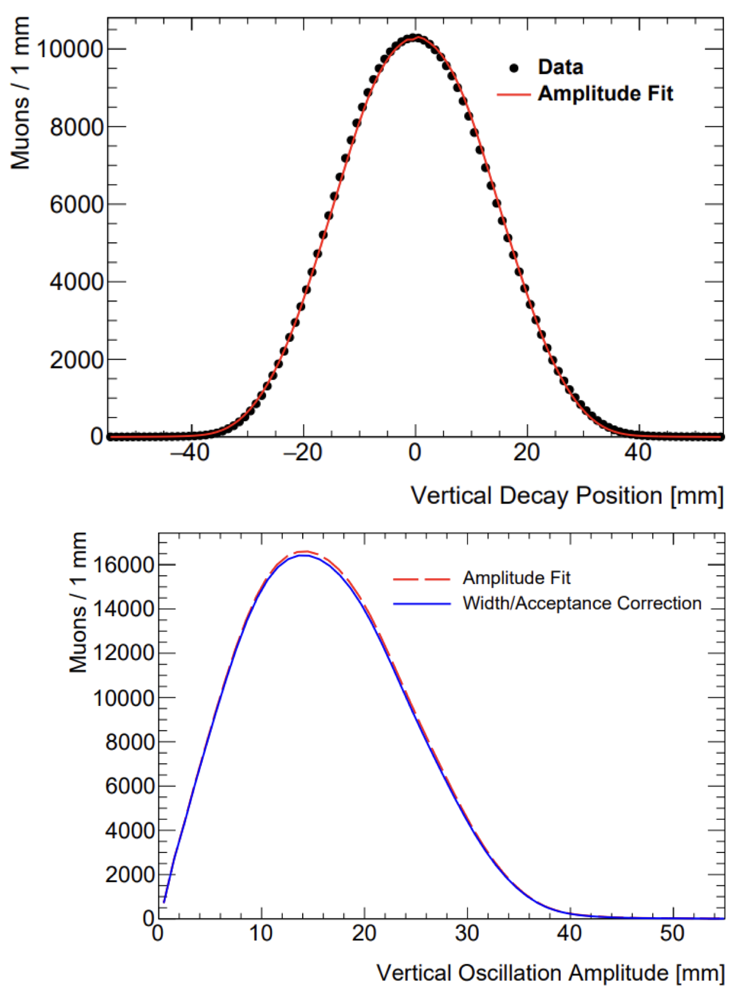 Muons / 1 mm
10000
8000
6000
4000
2000
0
Data
Amplitude Fit
−40 −20 0 20 40
Vertical Decay Position [mm]
Muons / 1 mm
16000
14000
12000
10000
8000
6000
4000
2000
0
Amplitude Fit
Width/Acceptance Correction
0 10 20 30 40 50
Vertical Oscillation Amplitude [mm]